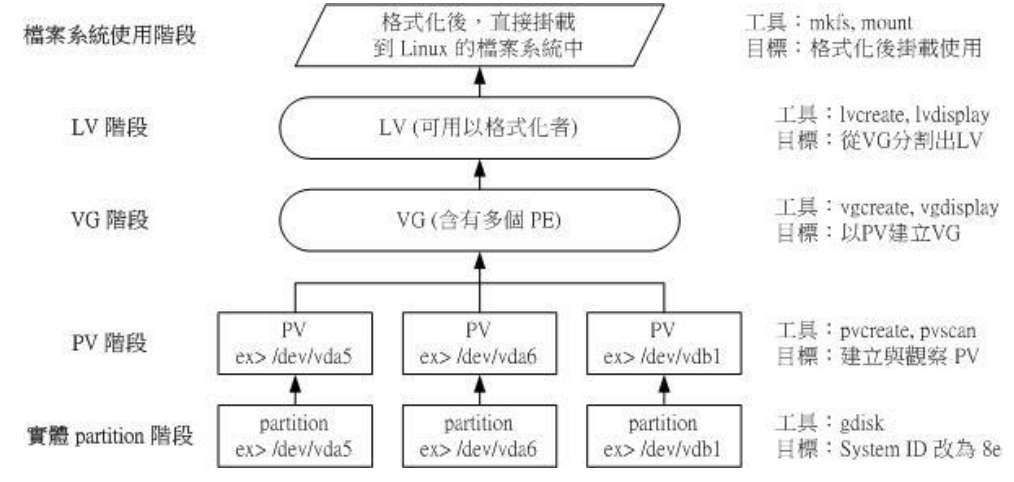 檔案系統使用階段
格式化後，直接掛載
到 Linux 的檔案系統中
工具：mkfs, mount
目標：格式化後掛載使用
LV 階段
LV (可用以格式化者)
工具：lvcreate, lvdisplay
目標：從VG分割出LV
VG 階段
VG (含有多個 PE)
工具：vgcreate, vgdisplay
目標：以PV建立VG
PV 階段
PV
ex> /dev/vda5
PV
ex> /dev/vda6
PV
ex> /dev/vdb1
工具：pvcreate, pvscan
目標：建立與觀察 PV
實體 partition 階段
partition
ex> /dev/vda5
partition
ex> /dev/vda6
partition
ex> /dev/vdb1
工具：gdisk
目標：System ID 改為 8e